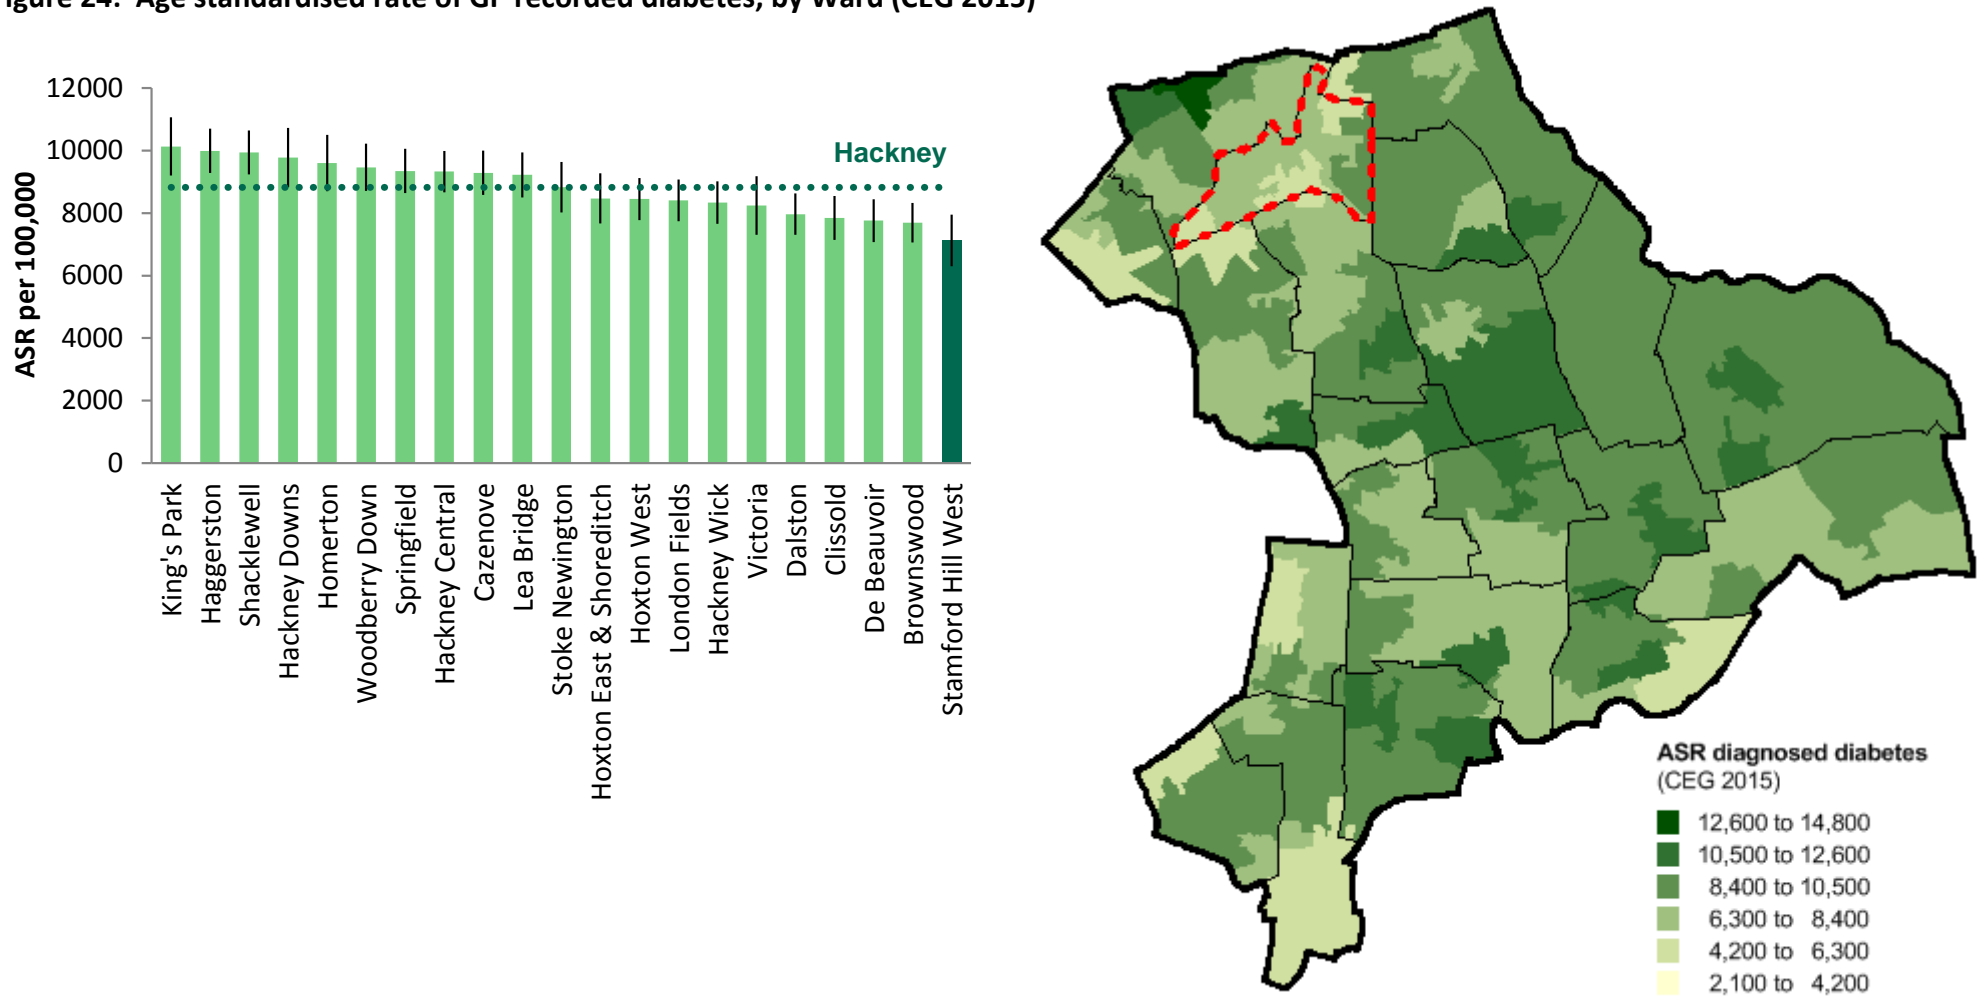 Figure 24: Age standardised rate of GP recorded diabetes, by Ward (CEG 2015)
12000
10000
8000
6000
4000
2000
0
ASR per 100,000
Hackney
King's Park
Haggerston
Shacklewell
Hackney Downs
Homerton
Woodberry Down
Springfield
Hackney Central
Cazenove
Lea Bridge
Stoke Newington
Hoxton East & Shoreditch
Hoxton West
London Fields
Hackney Wick
Victoria
Dalston
Clissold
De Beauvoir
Brownswood
Stamford Hill West
ASR diagnosed diabetes
(CEG 2015)
12,600 to 14,800
10,500 to 12,600
8,400 to 10,500
6,300 to 8,400
4,200 to 6,300
2,100 to 4,200